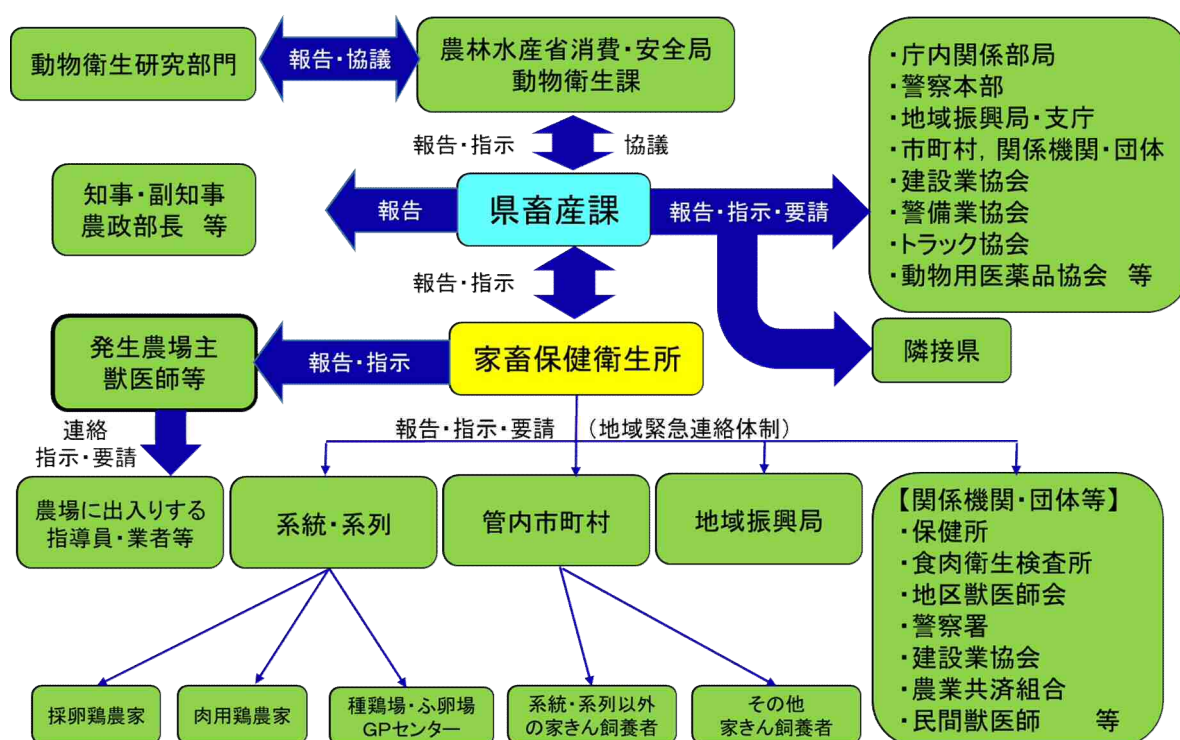 動物衛生研究部門
報告・協議
農林水産省消費・安全局
動物衛生課
・庁内関係部局
・警察本部
・地域振興局・支庁
・市町村，関係機関・団体
・建設業協会
・警備業協会
・トラック協会
・動物用医薬品協会　等
報告・指示
協議
知事・副知事
農政部長　等
報告
県畜産課
報告・指示・要請
報告・指示
隣接県
発生農場主
獣医師等
報告・指示
家畜保健衛生所
連絡
指示・要請
報告・指示・要請　（地域緊急連絡体制）
農場に出入りする
指導員・業者等
系統・系列
管内市町村
地域振興局
【関係機関・団体等】
・保健所
・食肉衛生検査所
・地区獣医師会
・警察署
・建設業協会
・農業共済組合
・民間獣医師　　等
採卵鶏農家
肉用鶏農家
種鶏場・ふ卵場
GPセンター
系統・系列以外
の家きん飼養者
その他
家きん飼養者